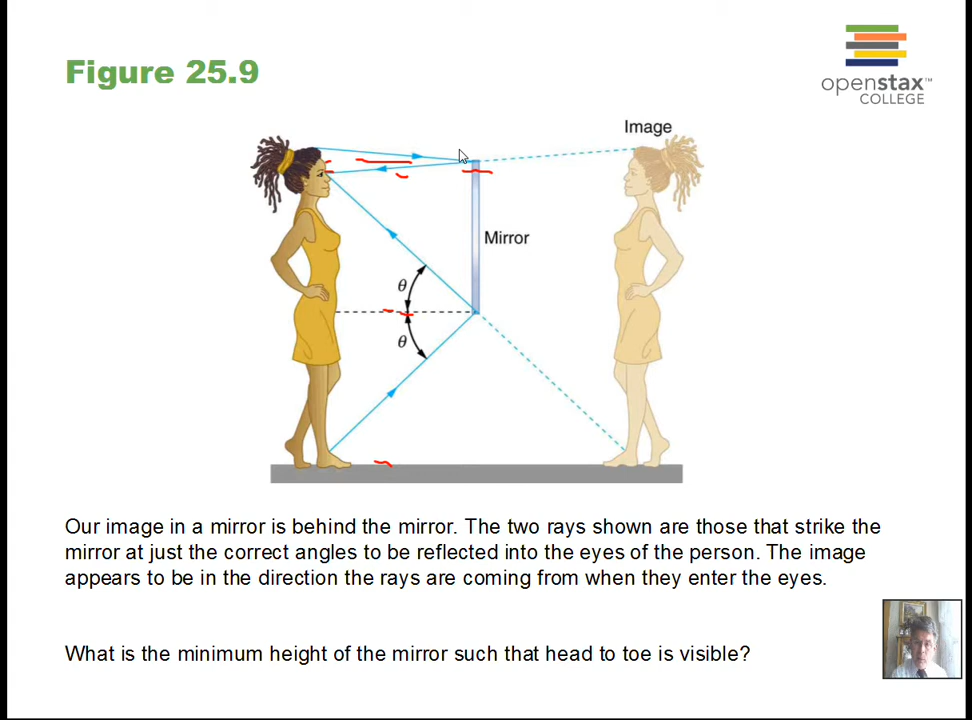 Figure 25.9
openstax™
COLLEGE
Image
Mirror
θ
θ
Our image in a mirror is behind the mirror. The two rays shown are those that strike the
mirror at just the correct angles to be reflected into the eyes of the person. The image
appears to be in the direction the rays are coming from when they enter the eyes.
What is the minimum height of the mirror such that head to toe is visible?